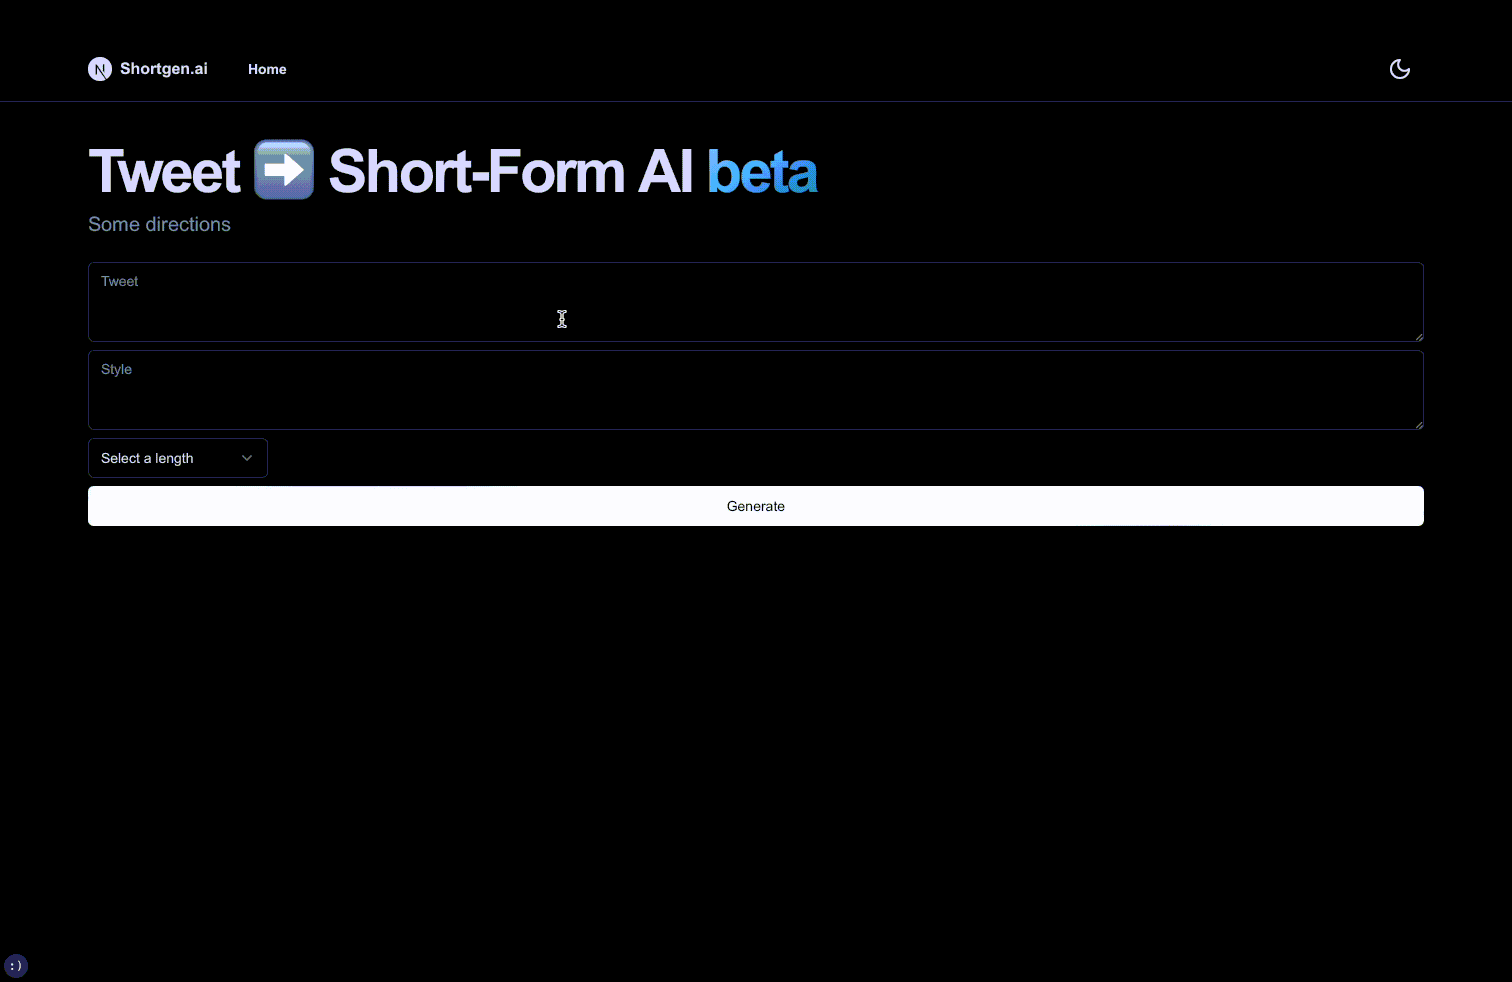 N Shortgen.ai Home
Tweet ➡️ Short-Form AI beta
Some directions
Tweet
Style
Select a length
Generate
:)